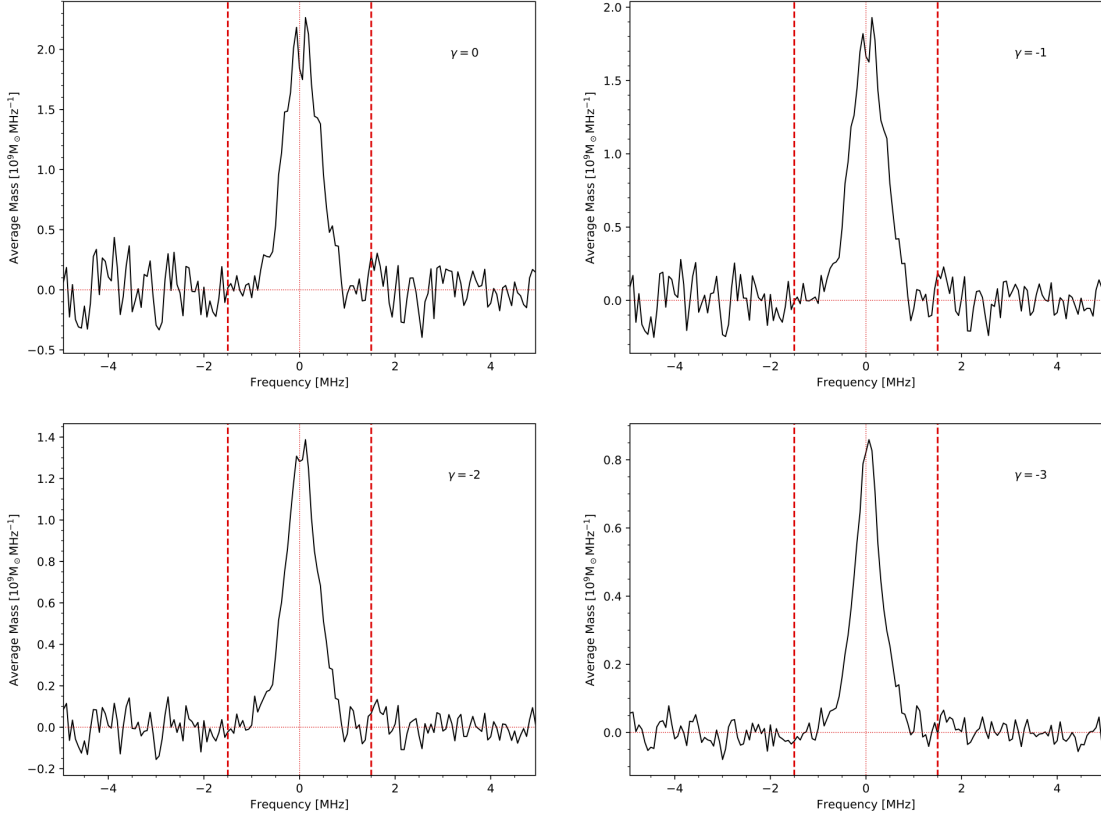 γ = 0
2.0
1.5
1.0
0.5
0.0
−0.5
Average Mass [10⁹M⊙MHz⁻¹]
−4 −2 0 2 4
Frequency [MHz]
γ = -1
2.0
1.5
1.0
0.5
0.0
Average Mass [10⁹M⊙MHz⁻¹]
−4 −2 0 2 4
Frequency [MHz]
γ = -2
1.4
1.2
1.0
0.8
0.6
0.4
0.2
0.0
−0.2
Average Mass [10⁹M⊙MHz⁻¹]
−4 −2 0 2 4
Frequency [MHz]
γ = -3
0.8
0.6
0.4
0.2
0.0
Average Mass [10⁹M⊙MHz⁻¹]
−4 −2 0 2 4
Frequency [MHz]